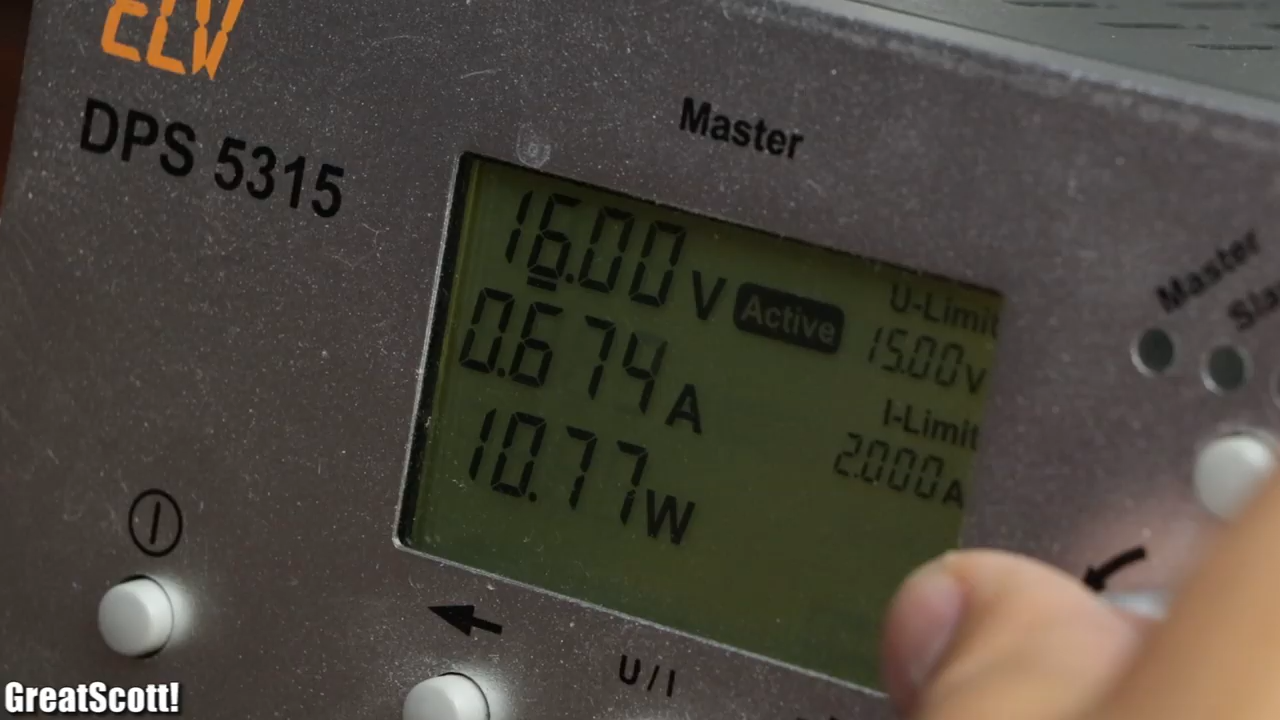 ELV
DPS 5315
Master
16.00 V Active
0.674 A
10.77 W
U-Limit
15.00 V
I-Limit
2.000 A
Master
U/I
GreatScott!